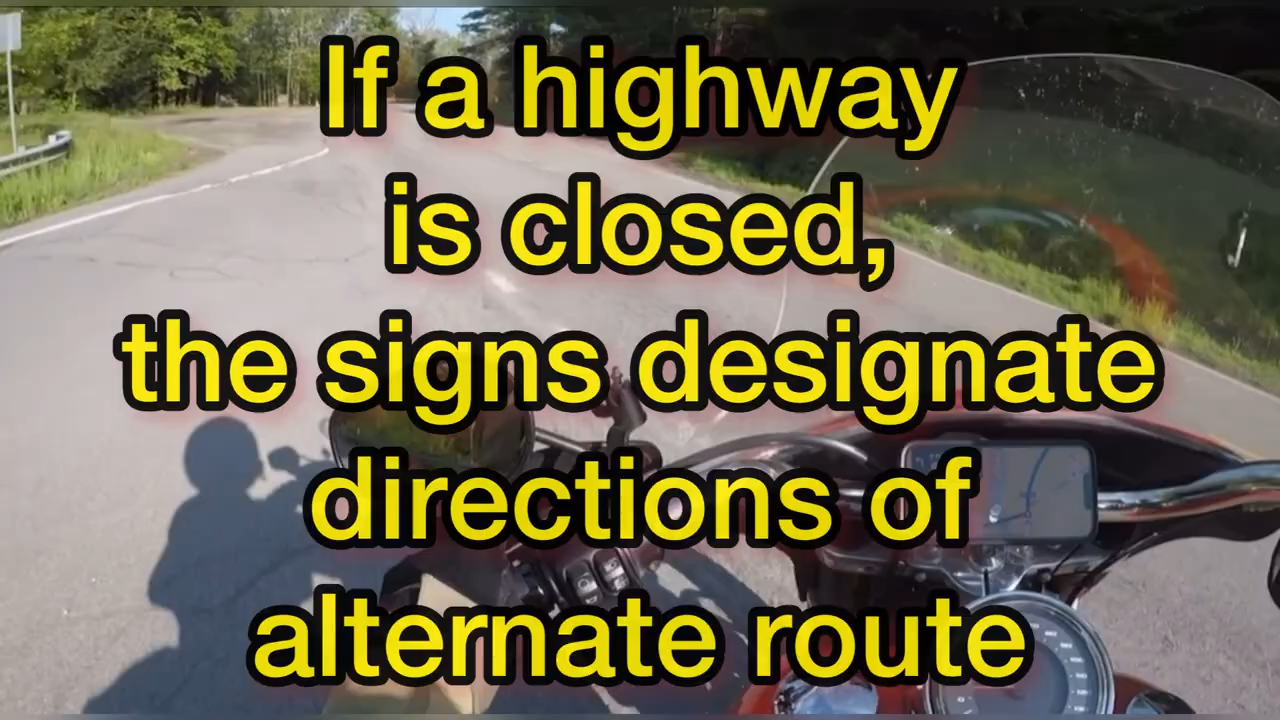 If a highway
is closed,
the signs designate
directions of
alternate route